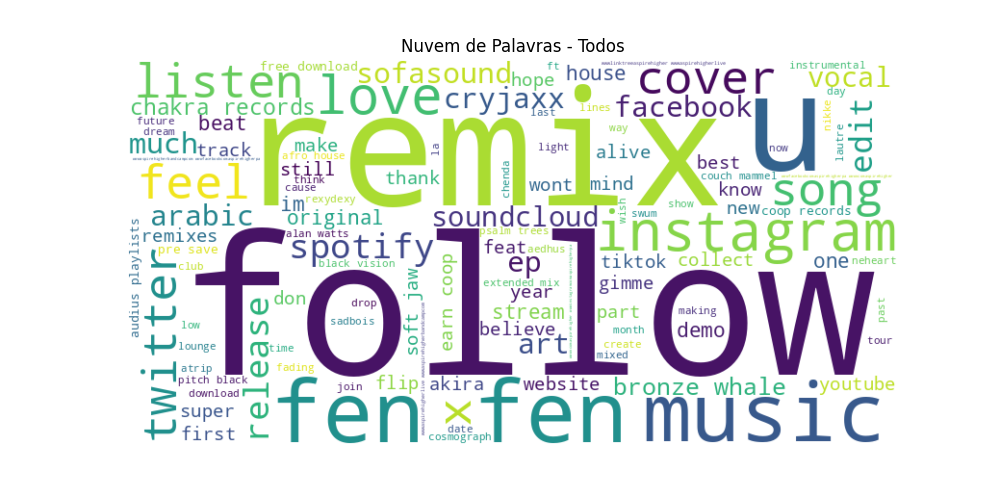 Nuvem de Palavras - Todos
listen
free download
sofasound
ft
hope
house
cover
instrumental
vocal
chakra records
love
cryjaxx
lines
facebook
day
nikke
lautre
edit
future
dream
beat
much
track
make
afro house
still
think
cause
remix
la
last
light
way
alive
u
now
best
couch mammel
feel
thank
chenda
wont
mind
know
song
im
rexydexy
wish
swum
show
new
coop records
arabic
original
alan watts
soundcloud
psalm trees
instagram
remixes
pre save
club
spotify
black vision
feat
aedhus
ep
extended mix
tiktok
collect
one
neheart
audius playlists
twitter
follow
don
drop
sadbois
soft jaw
earn coop
year
stream
believe
art
gimme
part
month
create
mixed
making
demo
past
tour
low
lounge
atrip
time
release
fading
pitch black
download
join
flip
akira
website
bronze whale
youtube
super
first
fen x fen
date
cosmograph
music